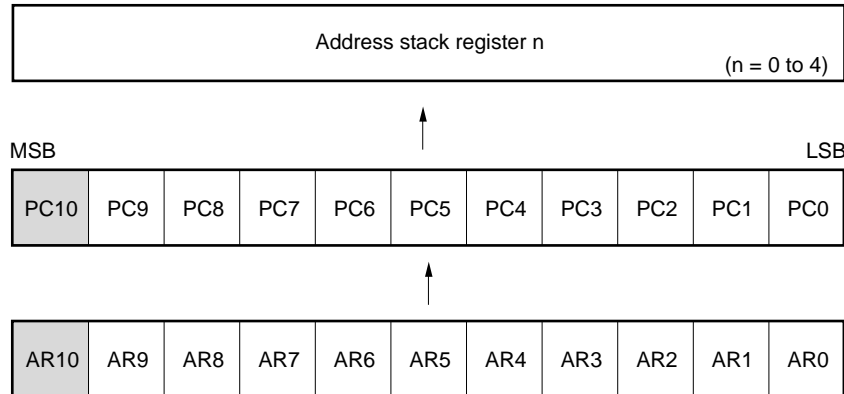 Address stack register n
(n = 0 to 4)
MSB LSB
PC10 PC9 PC8 PC7 PC6 PC5 PC4 PC3 PC2 PC1 PC0
AR10 AR9 AR8 AR7 AR6 AR5 AR4 AR3 AR2 AR1 AR0